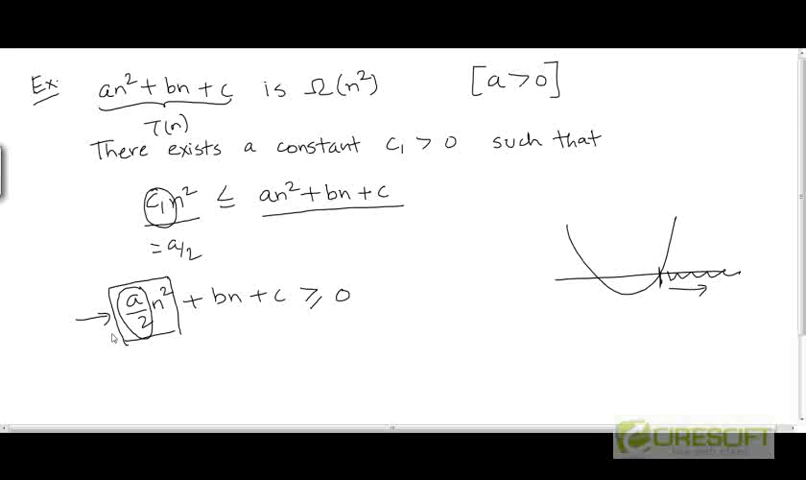 Ex: an² + bn + c is Ω(n²) [a > 0]
T(n)
There exists a constant c₁ > 0 such that
c₁n² ≤ an² + bn + c
= a/2
→ a/2 n² + bn + c ≥ 0
CIRESCIFT